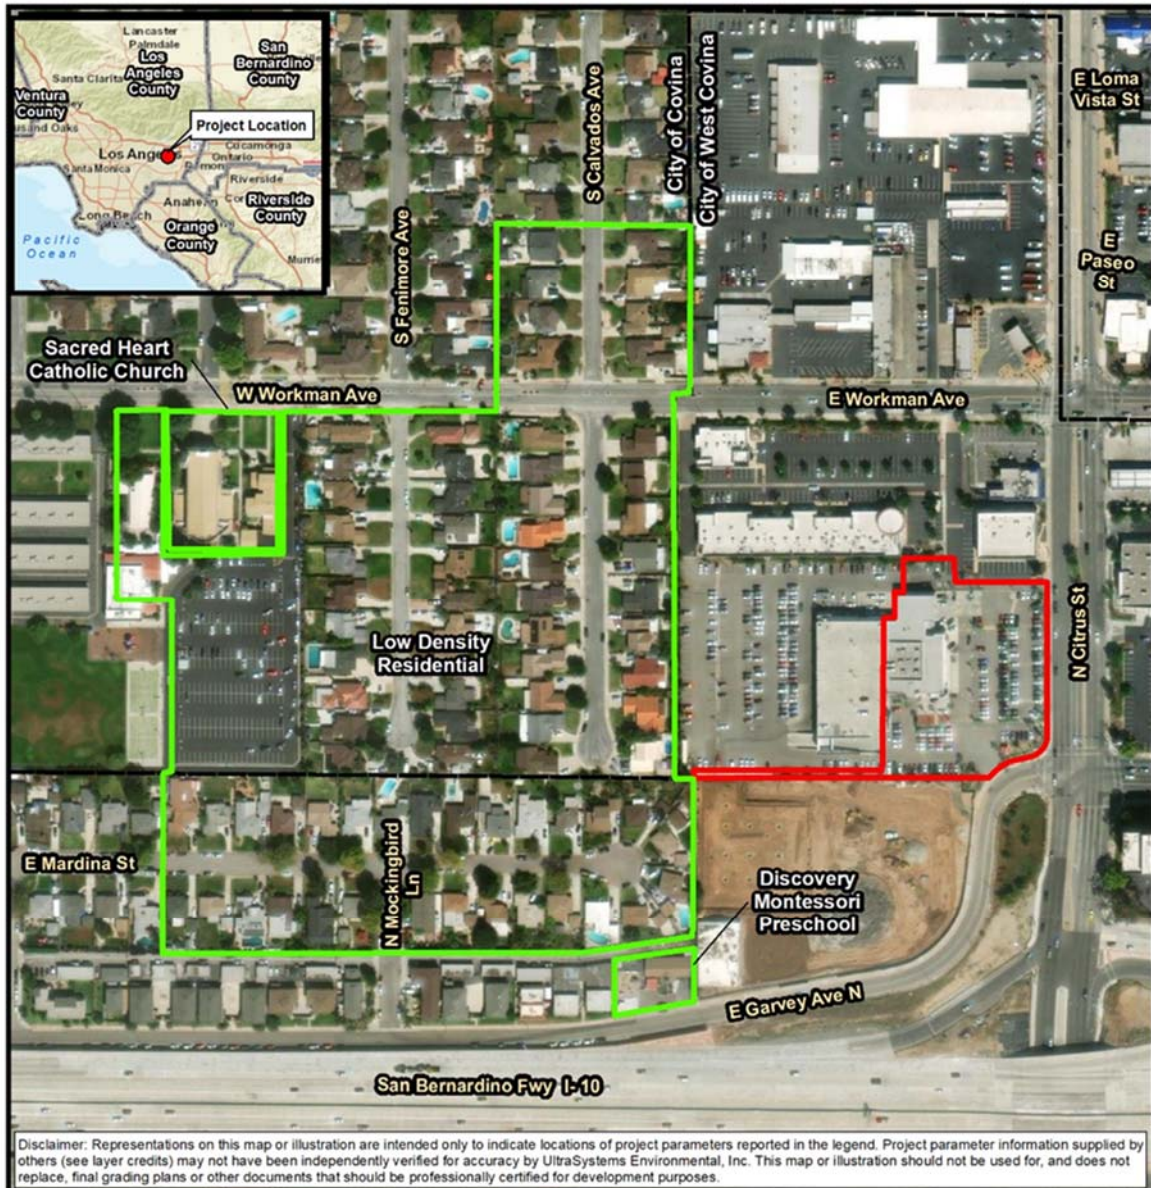 Lancaster
Palmdale
Los
Angeles
County
San
Bernardino
County
Santa Clarita
Ventura
County
Project Location
Los Angeles
Cucamonga
Ontario
Santa Monica
Riverside
Anaheim
Riverside
County
Long Beach
Orange
County
Pacific
Ocean
Murrie
S Fenimore Ave
S Calvados Ave
City of Covina
City of West Covina
E Loma
Vista St
E
Paseo
St
Sacred Heart
Catholic Church
W Workman Ave
E Workman Ave
Low Density
Residential
N Citrus St
E Mardina St
N Mockingbird
Ln
Discovery
Montessori
Preschool
E Garvey Ave N
San Bernardino Fwy I-10
Disclaimer: Representations on this map or illustration are intended only to indicate locations of project parameters reported in the legend. Project parameter information supplied by
others (see layer credits) may not have been independently verified for accuracy by UltraSystems Environmental, Inc. This map or illustration should not be used for, and does not
replace, final grading plans or other documents that should be professionally certified for development purposes.